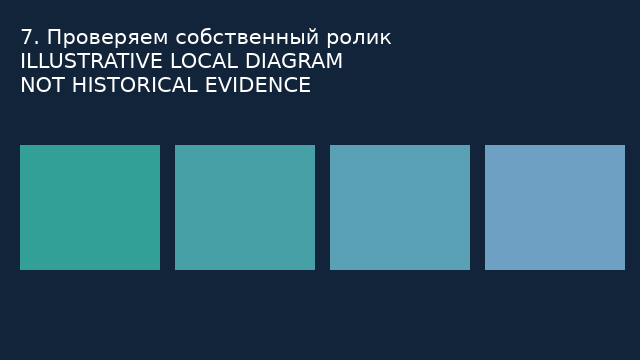 7. Проверяем собственный ролик
ILLUSTRATIVE LOCAL DIAGRAM
NOT HISTORICAL EVIDENCE